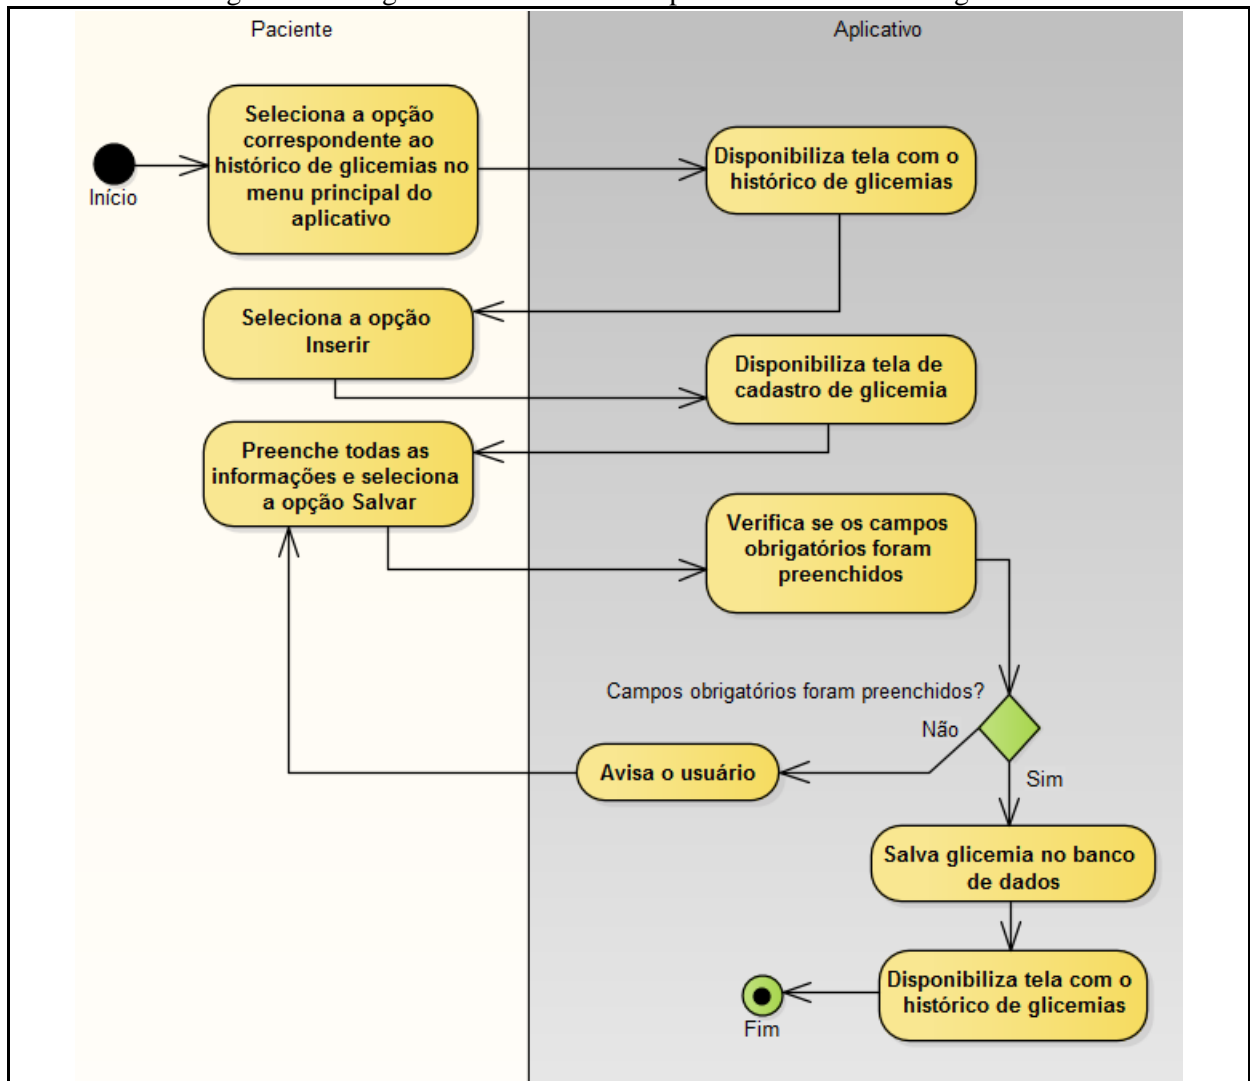 Paciente
Aplicativo
Seleciona a opção
correspondente ao
histórico de glicemias no
menu principal do
aplicativo
Início
Disponibiliza tela com o
histórico de glicemias
Seleciona a opção
Inserir
Disponibiliza tela de
cadastro de glicemia
Preenche todas as
informações e seleciona
a opção Salvar
Verifica se os campos
obrigatórios foram
preenchidos
Campos obrigatórios foram preenchidos?
Não
Avisa o usuário
Sim
Salva glicemia no banco
de dados
Disponibiliza tela com o
histórico de glicemias
Fim